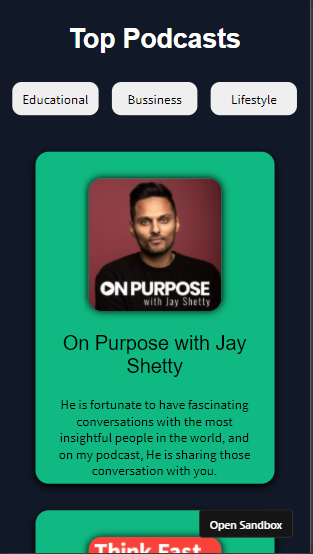 Top Podcasts
Educational
Bussiness
Lifestyle
ON PURPOSE
with Jay Shetty
On Purpose with Jay
Shetty
He is fortunate to have fascinating
conversations with the most
insightful people in the world, and
on my podcast, He is sharing those
conversation with you.
Open Sandbox
Think Fast